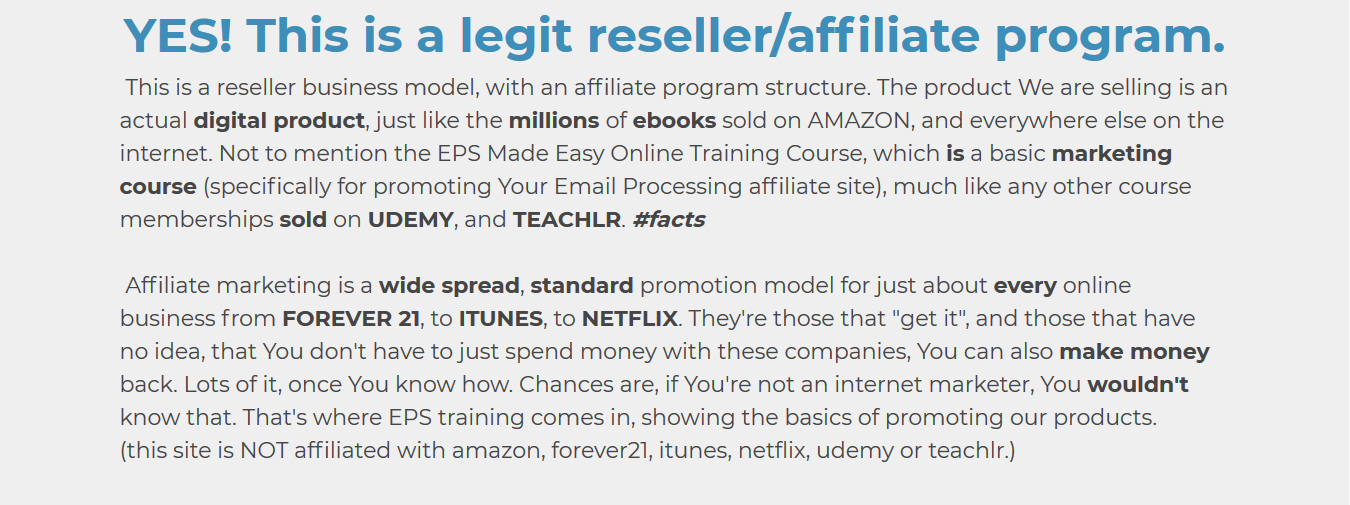 YES! This is a legit reseller/affiliate program.
This is a reseller business model, with an affiliate program structure. The product We are selling is an
actual digital product, just like the millions of ebooks sold on AMAZON, and everywhere else on the
internet. Not to mention the EPS Made Easy Online Training Course, which is a basic marketing
course (specifically for promoting Your Email Processing affiliate site), much like any other course
memberships sold on UDEMY, and TEACHLR. #facts
Affiliate marketing is a wide spread, standard promotion model for just about every online
business from FOREVER 21, to ITUNES, to NETFLIX. They're those that "get it", and those that have
no idea, that You don't have to just spend money with these companies, You can also make money
back. Lots of it, once You know how. Chances are, if You're not an internet marketer, You wouldn't
know that. That's where EPS training comes in, showing the basics of promoting our products.
(this site is NOT affiliated with amazon, forever21, itunes, netflix, udemy or teachlr.)